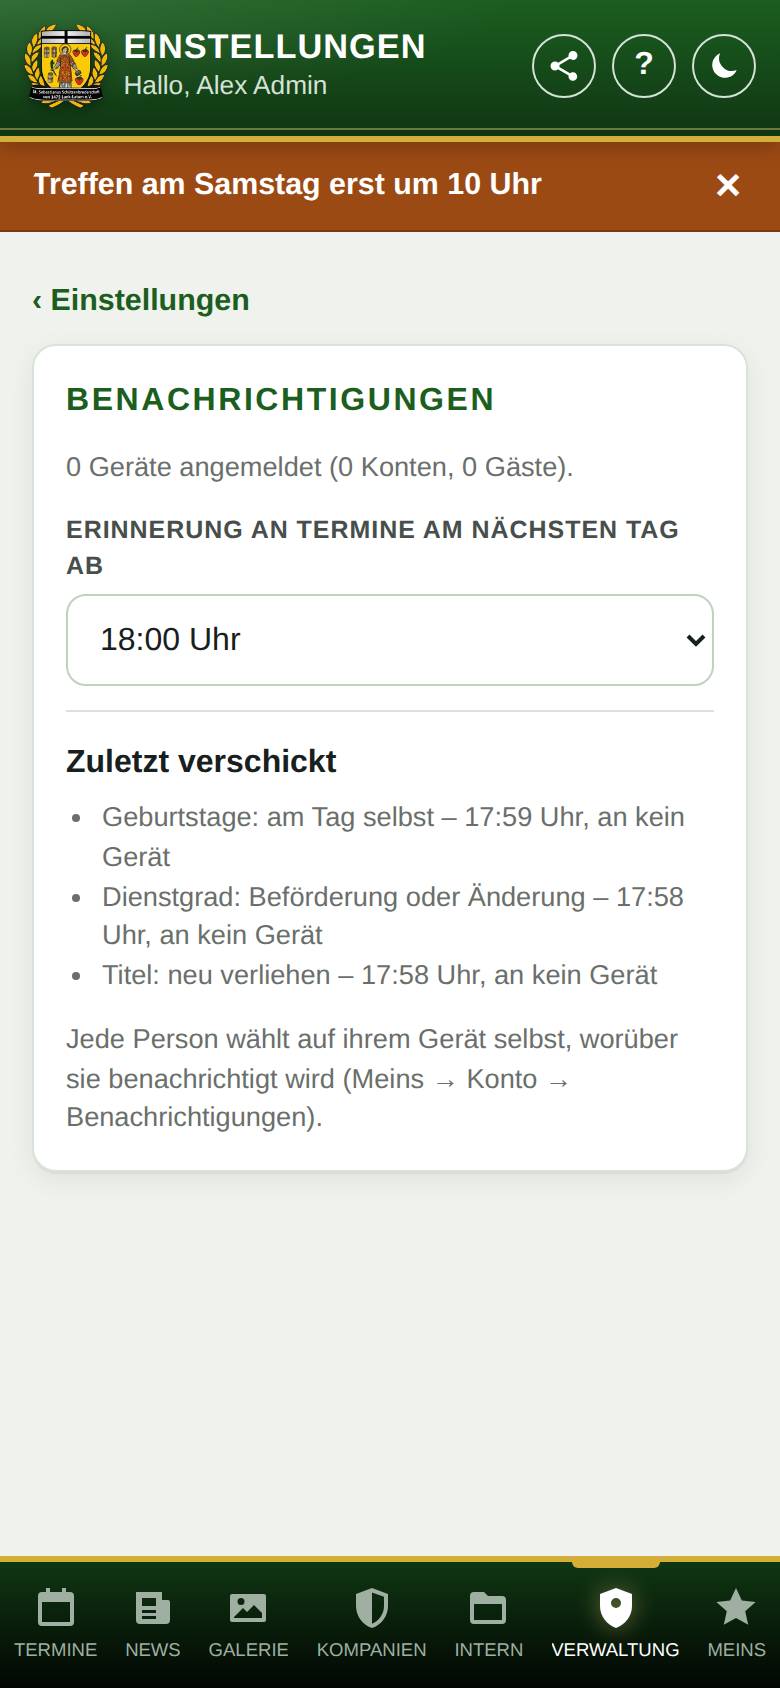 EINSTELLUNGEN
Hallo, Alex Admin
?
Treffen am Samstag erst um 10 Uhr
×
‹ Einstellungen
BENACHRICHTIGUNGEN
0 Geräte angemeldet (0 Konten, 0 Gäste).
ERINNERUNG AN TERMINE AM NÄCHSTEN TAG
AB
18:00 Uhr
Zuletzt verschickt
• Geburtstage: am Tag selbst – 17:59 Uhr, an kein
Gerät
• Dienstgrad: Beförderung oder Änderung – 17:58
Uhr, an kein Gerät
• Titel: neu verliehen – 17:58 Uhr, an kein Gerät
Jede Person wählt auf ihrem Gerät selbst, worüber
sie benachrichtigt wird (Meins → Konto →
Benachrichtigungen).
TERMINE NEWS GALERIE KOMPANIEN INTERN VERWALTUNG MEINS